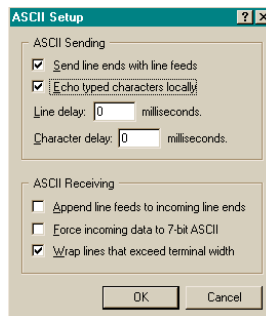 ASCII Setup
ASCII Sending
Send line ends with line feeds
Echo typed characters locally
Line delay: 0 milliseconds.
Character delay: 0 milliseconds.
ASCII Receiving
Append line feeds to incoming line ends
Force incoming data to 7-bit ASCII
Wrap lines that exceed terminal width
OK Cancel